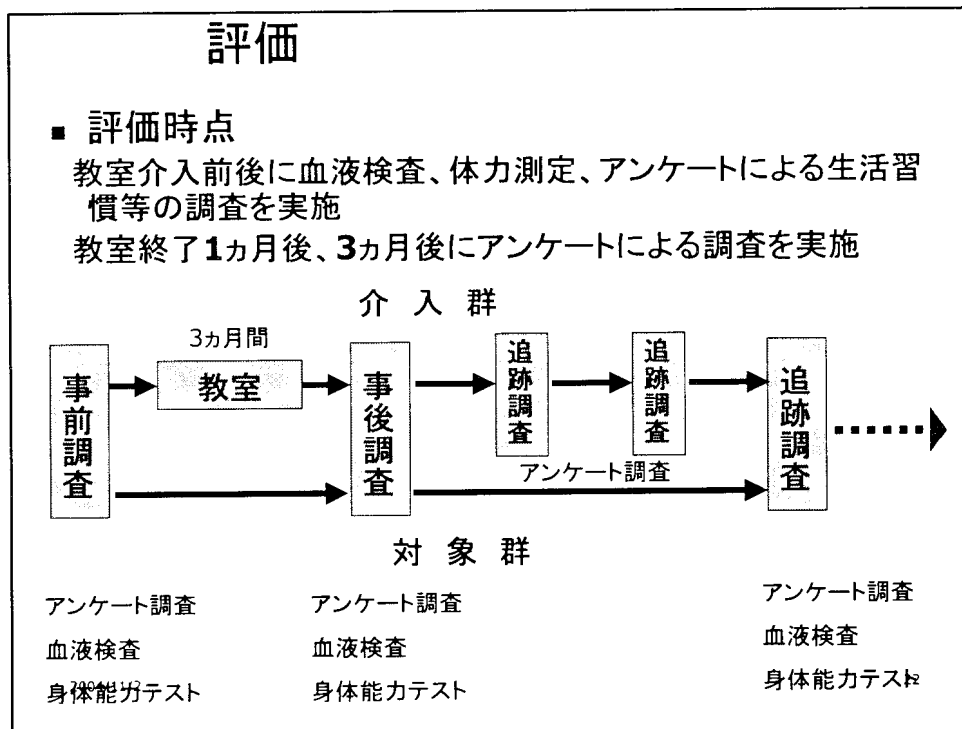 評価
■ 評価時点
教室介入前後に血液検査、体力測定、アンケートによる生活習
慣等の調査を実施
教室終了1ヵ月後、3ヵ月後にアンケートによる調査を実施
介 入 群
3ヵ月間
事前調査
教室
事後調査
追跡調査
追跡調査
追跡調査
アンケート調査
対 象 群
アンケート調査
血液検査
身体能力テスト
アンケート調査
血液検査
身体能力テスト
アンケート調査
血液検査
身体能力テスト